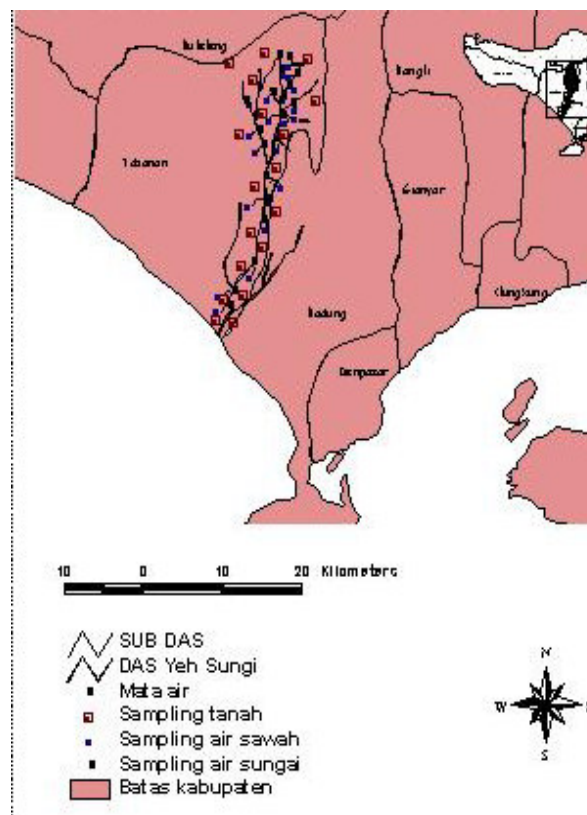 Buleleng
Bangli
Tabanan
Gianyar
Klungkung
Badung
Denpasar
10 0 10 20 Kilometers
N
W
S
SUB DAS
DAS Yeh Sungi
Mata air
Sampling tanah
Sampling air sawah
Sampling air sungai
Batas kabupaten